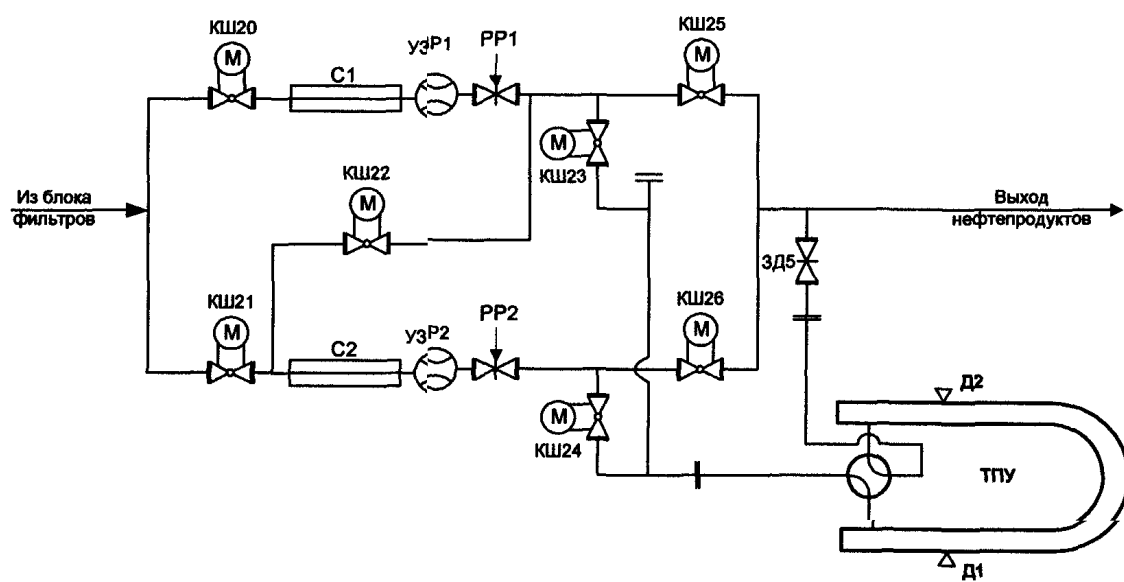 КШ20
М
С1
УЗР1
РР1
КШ25
М
М
КШ23
КШ22
М
Из блока
фильтров
Выход
нефтепродуктов
ЗД5
КШ21
М
С2
УЗР2
РР2
КШ26
М
М
КШ24
Д2
ТПУ
Д1